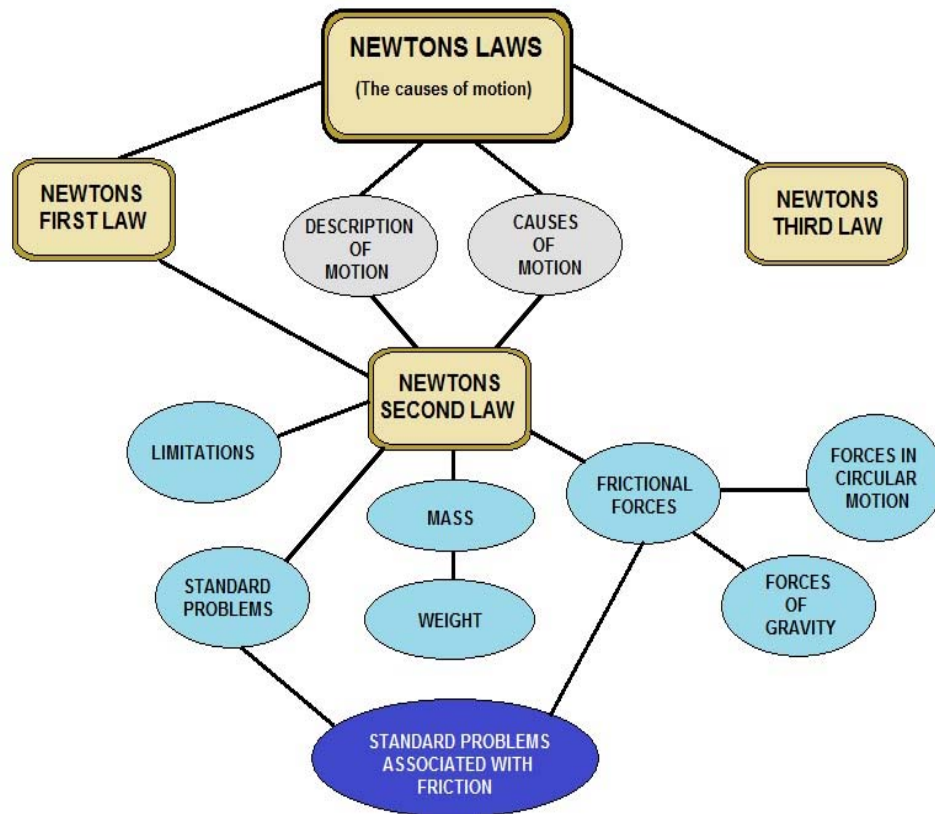 NEWTONS LAWS
(The causes of motion)
NEWTONS
FIRST LAW
NEWTONS
THIRD LAW
DESCRIPTION
OF
MOTION
CAUSES
OF
MOTION
NEWTONS
SECOND LAW
LIMITATIONS
FORCES IN
CIRCULAR
MOTION
FRICTIONAL
FORCES
MASS
STANDARD
PROBLEMS
WEIGHT
FORCES
OF
GRAVITY
STANDARD PROBLEMS
ASSOCIATED WITH
FRICTION